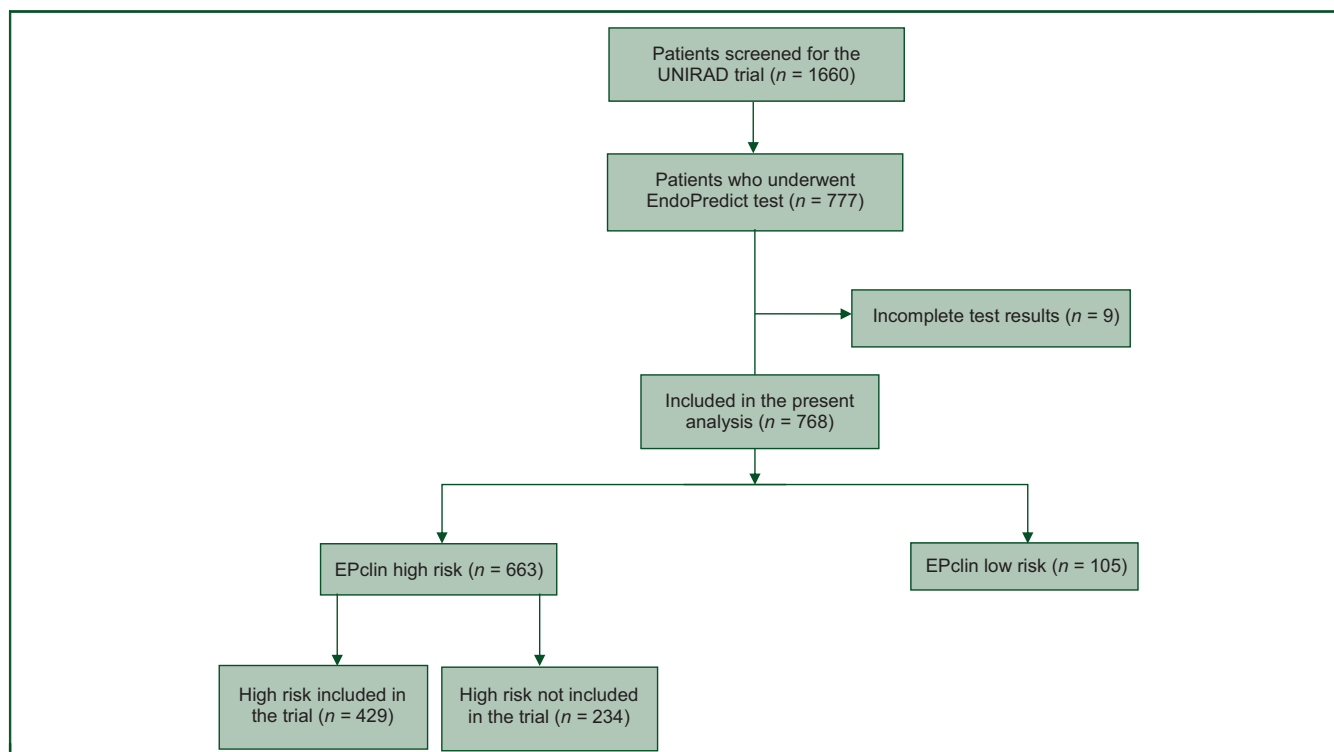 Patients screened for the
UNIRAD trial (n = 1660)
Patients who underwent
EndoPredict test (n = 777)
Incomplete test results (n = 9)
Included in the present
analysis (n = 768)
EPclin high risk (n = 663)
EPclin low risk (n = 105)
High risk included in
the trial (n = 429)
High risk not included
in the trial (n = 234)